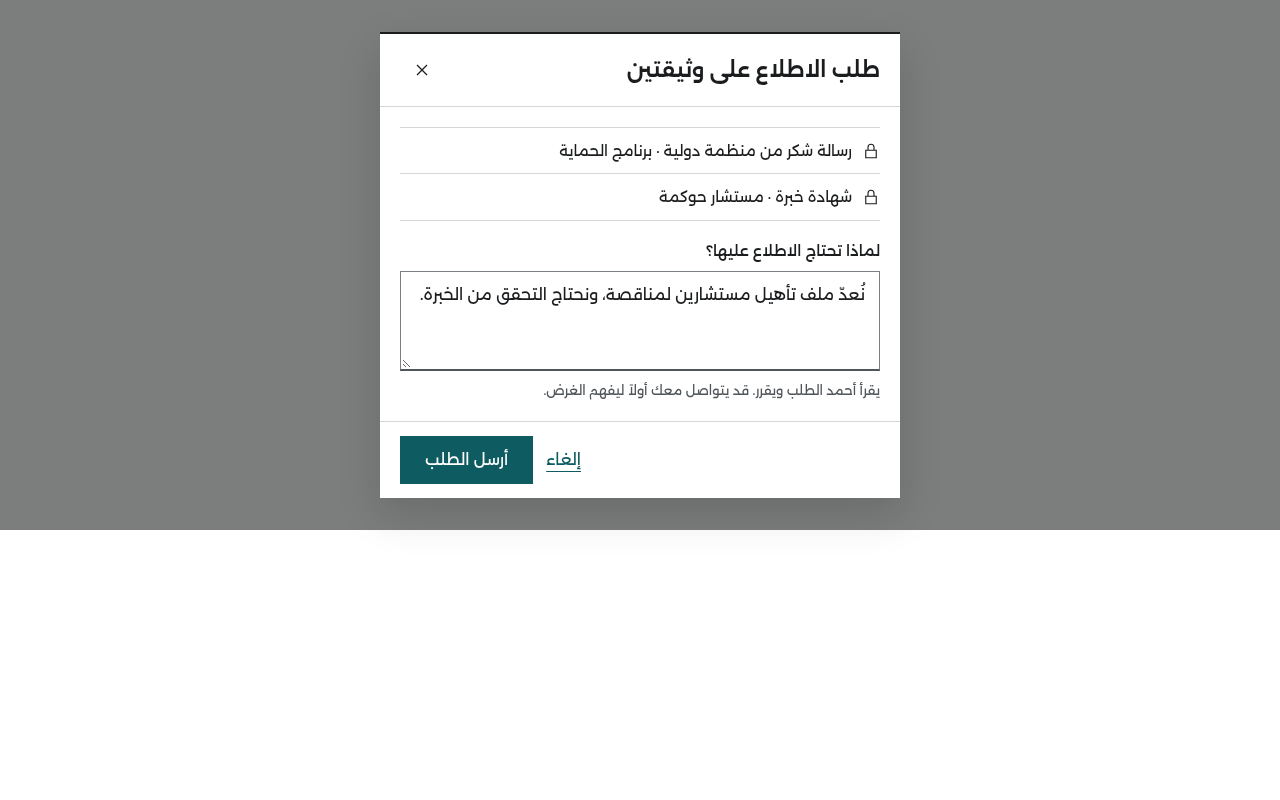 طلب الاطلاع على وثيقتين
رسالة شكر من منظمة دولية · برنامج الحماية
شهادة خبرة · مستشار حوكمة
لماذا تحتاج الاطلاع عليها؟
نُعدّ ملف تأهيل مستشارين لمناقصة، ونحتاج التحقق من الخبرة.
يقرأ أحمد الطلب ويقرر. قد يتواصل معك أولاً ليفهم الغرض.
إلغاء
أرسل الطلب